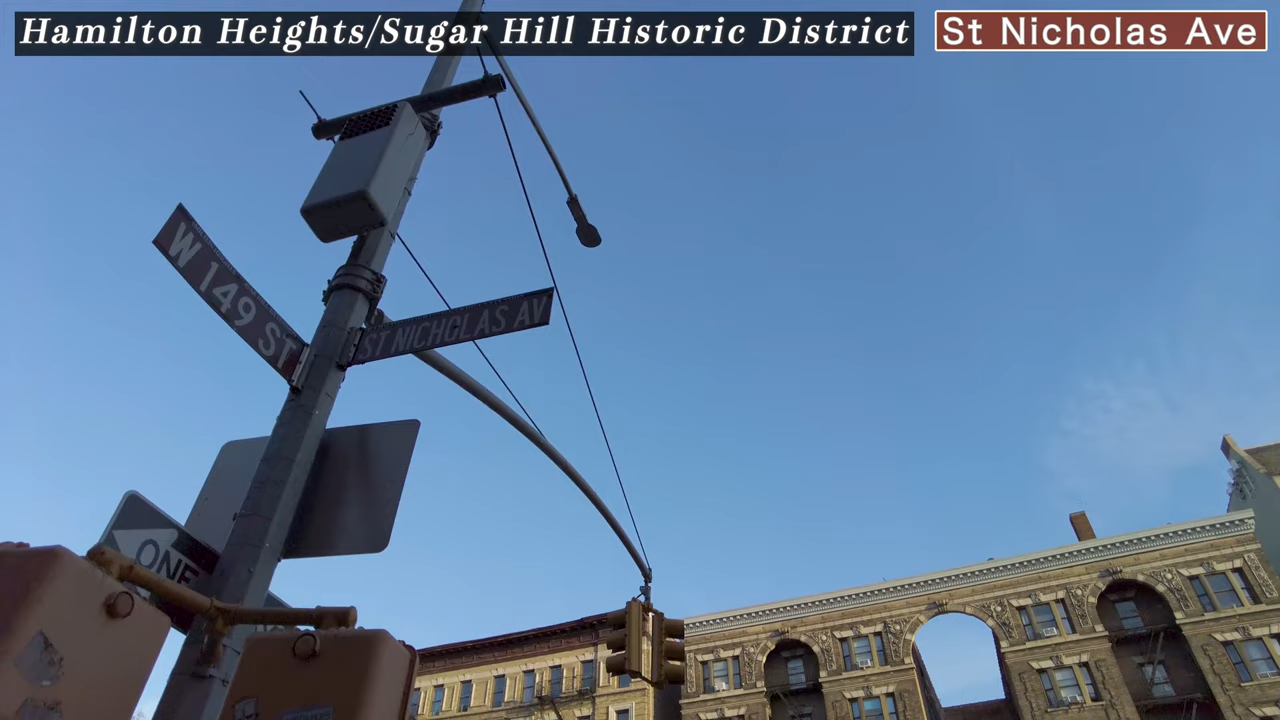 Hamilton Heights/Sugar Hill Historic District
St Nicholas Ave
W 149 ST
ST NICHOLAS AV
ONE